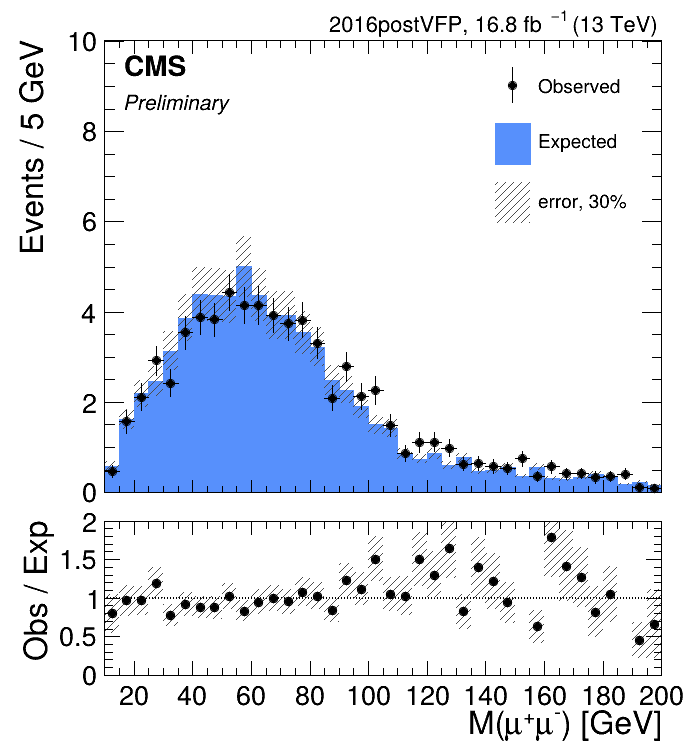 2016postVFP, 16.8 fb ⁻¹ (13 TeV)
CMS
Preliminary
Observed
Expected
error, 30%
Events / 5 GeV
10
8
6
4
2
0
Obs / Exp
2
1.5
1
0.5
0
20 40 60 80 100 120 140 160 180 200
M(μ⁺μ⁻) [GeV]